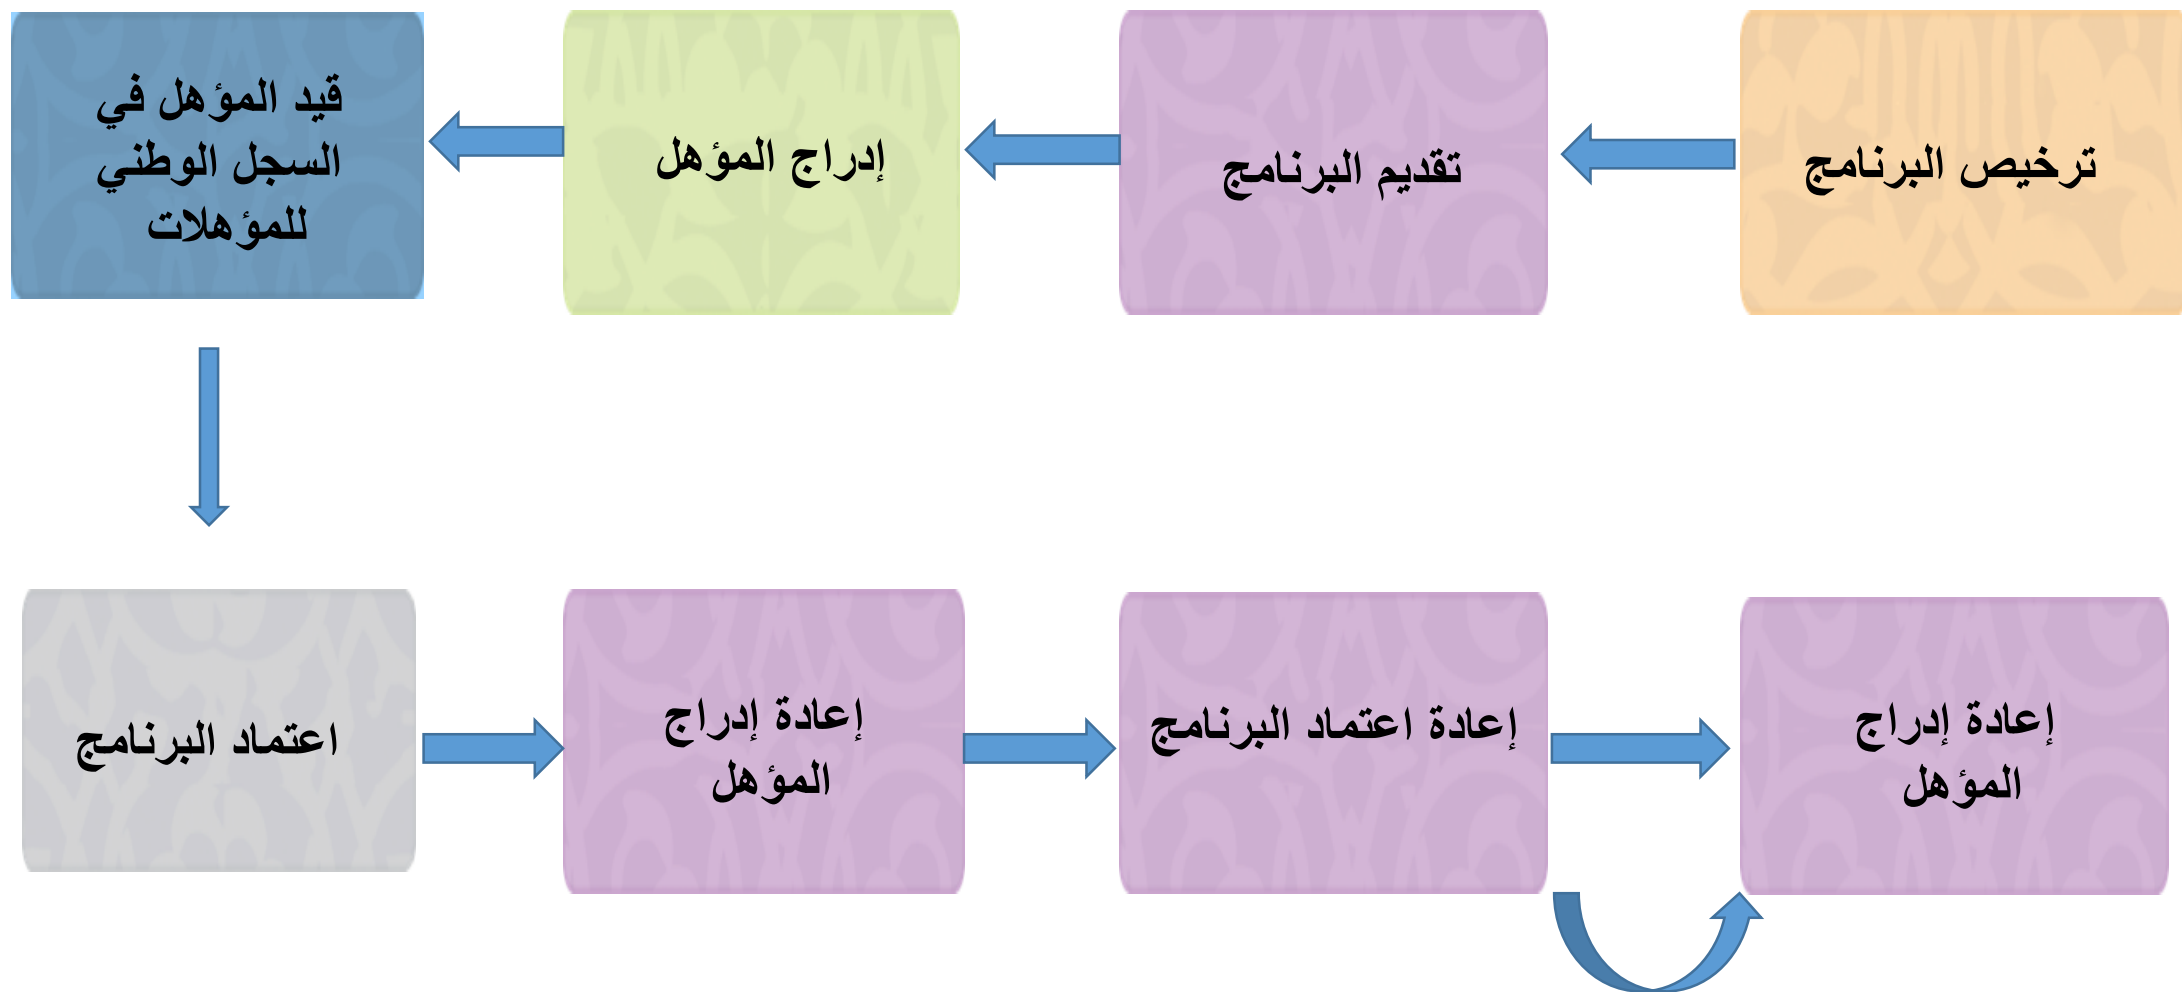 ترخيص البرنامج
تقديم البرنامج
إدراج المؤهل
قيد المؤهل في
السجل الوطني
للمؤهلات
اعتماد البرنامج
إعادة إدراج
المؤهل
إعادة اعتماد البرنامج
إعادة إدراج
المؤهل